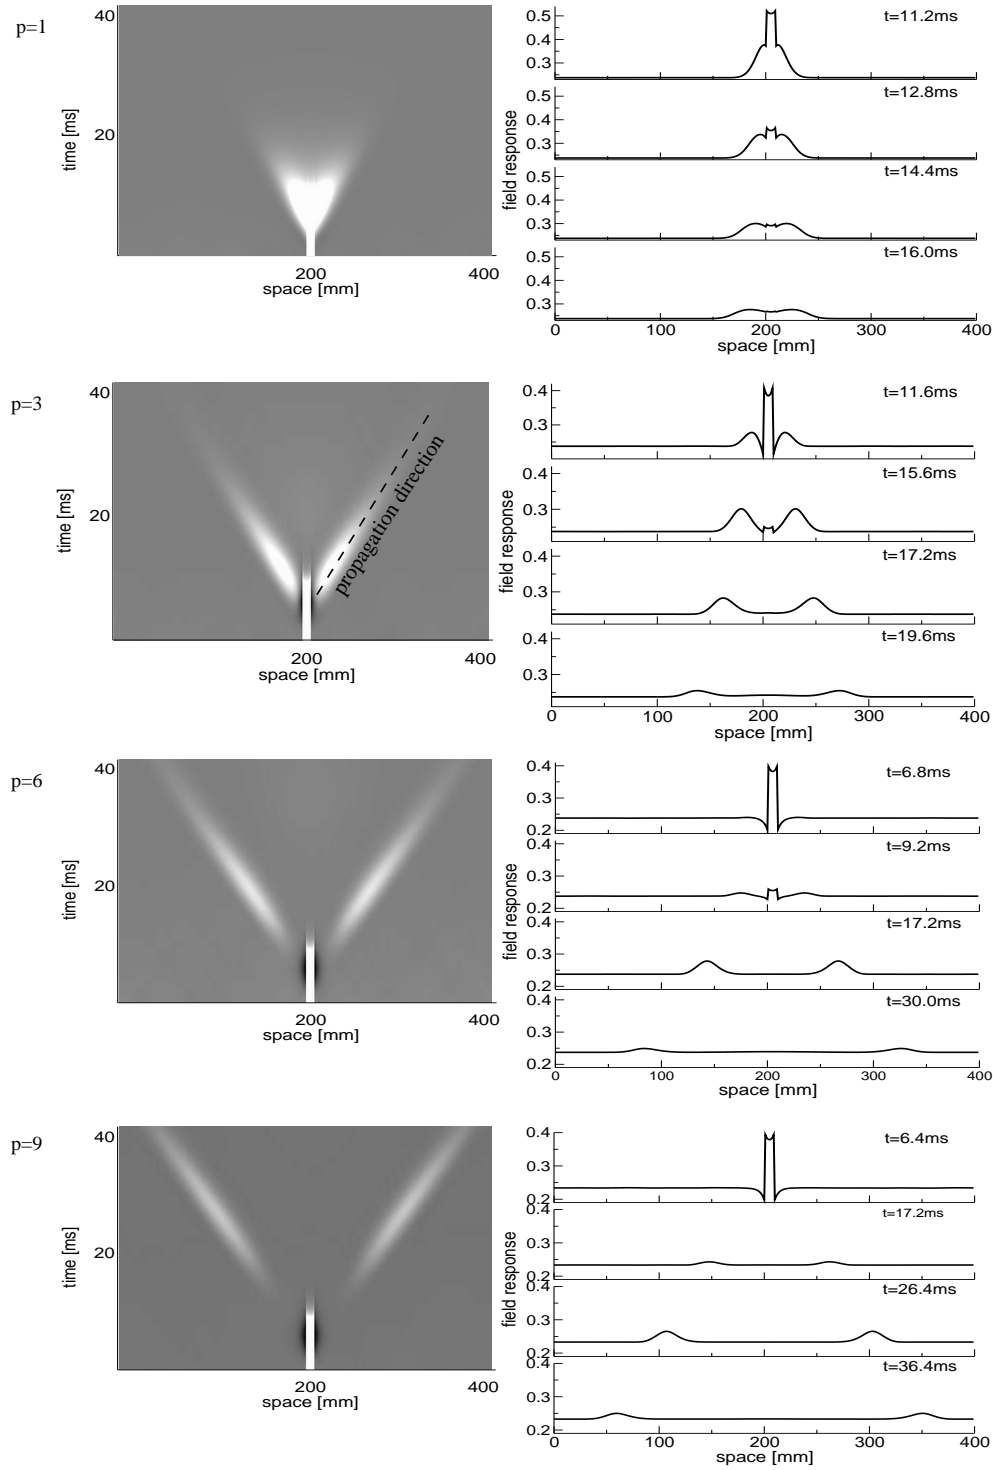 p=1
40
20
time [ms]
200
400
space [mm]
0.5
0.4
0.3
t=11.2ms
0.5
0.4
0.3
t=12.8ms
field response
0.5
0.3
t=14.4ms
0.5
0.3
t=16.0ms
0
100
200
300
400
space [mm]
p=3
40
20
time [ms]
propagation direction
200
400
space [mm]
0.4
0.3
t=11.6ms
0.4
0.3
t=15.6ms
field response
0.4
0.3
t=17.2ms
0.3
t=19.6ms
0
100
200
300
400
space [mm]
p=6
40
20
time [ms]
200
400
space [mm]
0.4
0.3
0.2
t=6.8ms
0.4
0.3
0.2
t=9.2ms
field response
0.4
0.3
0.2
t=17.2ms
0.4
0.3
0.2
t=30.0ms
0
100
200
300
400
space [mm]
p=9
40
20
time [ms]
200
400
space [mm]
0.4
0.3
0.2
t=6.4ms
0.4
0.3
0.2
t=17.2ms
field response
0.4
0.3
0.2
t=26.4ms
0.4
0.3
0.2
t=36.4ms
0
100
200
300
400
space [mm]